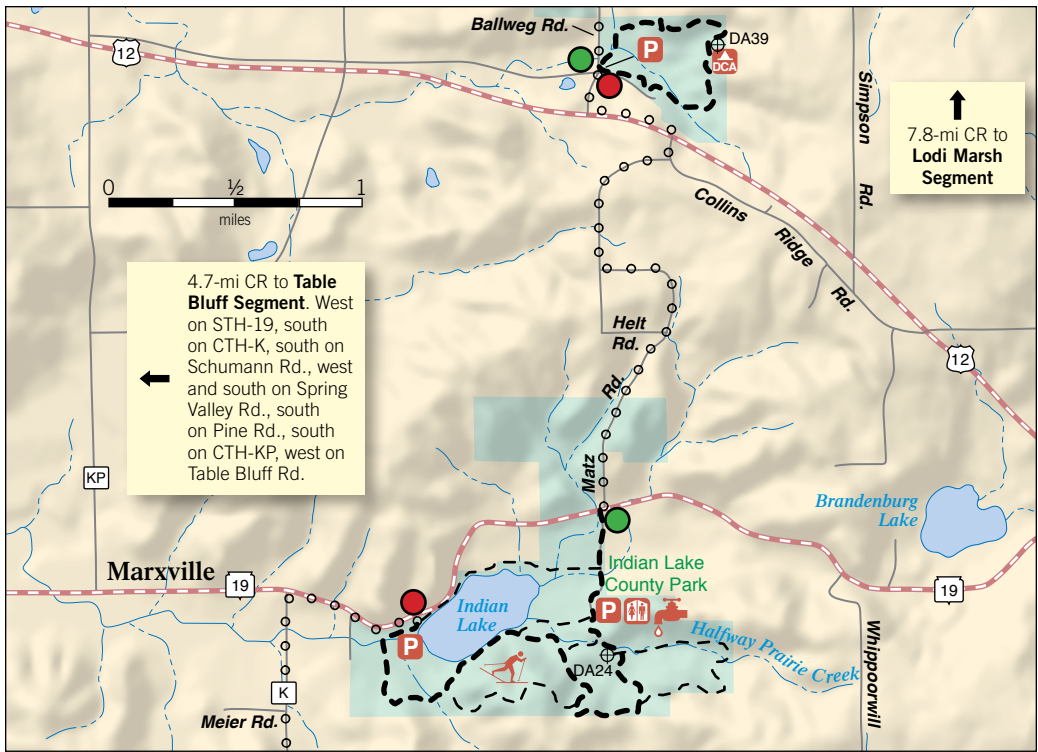 Ballweg Rd.
P
DA39
DCA
12
Simpson
Rd.
7.8-mi CR to
Lodi Marsh
Segment
0 ½ 1
miles
Collins
Ridge
Rd.
4.7-mi CR to Table
Bluff Segment. West
on STH-19, south
on CTH-K, south on
Schumann Rd., west
and south on Spring
Valley Rd., south
on Pine Rd., south
on CTH-KP, west on
Table Bluff Rd.
Helt
Rd.
12
Matz
Rd.
KP
Brandenburg
Lake
Marxville
19
Indian Lake
County Park
19
Indian
Lake
P
P
Halfway Prairie Creek
DA24
K
Meier Rd.
Whippoorwill